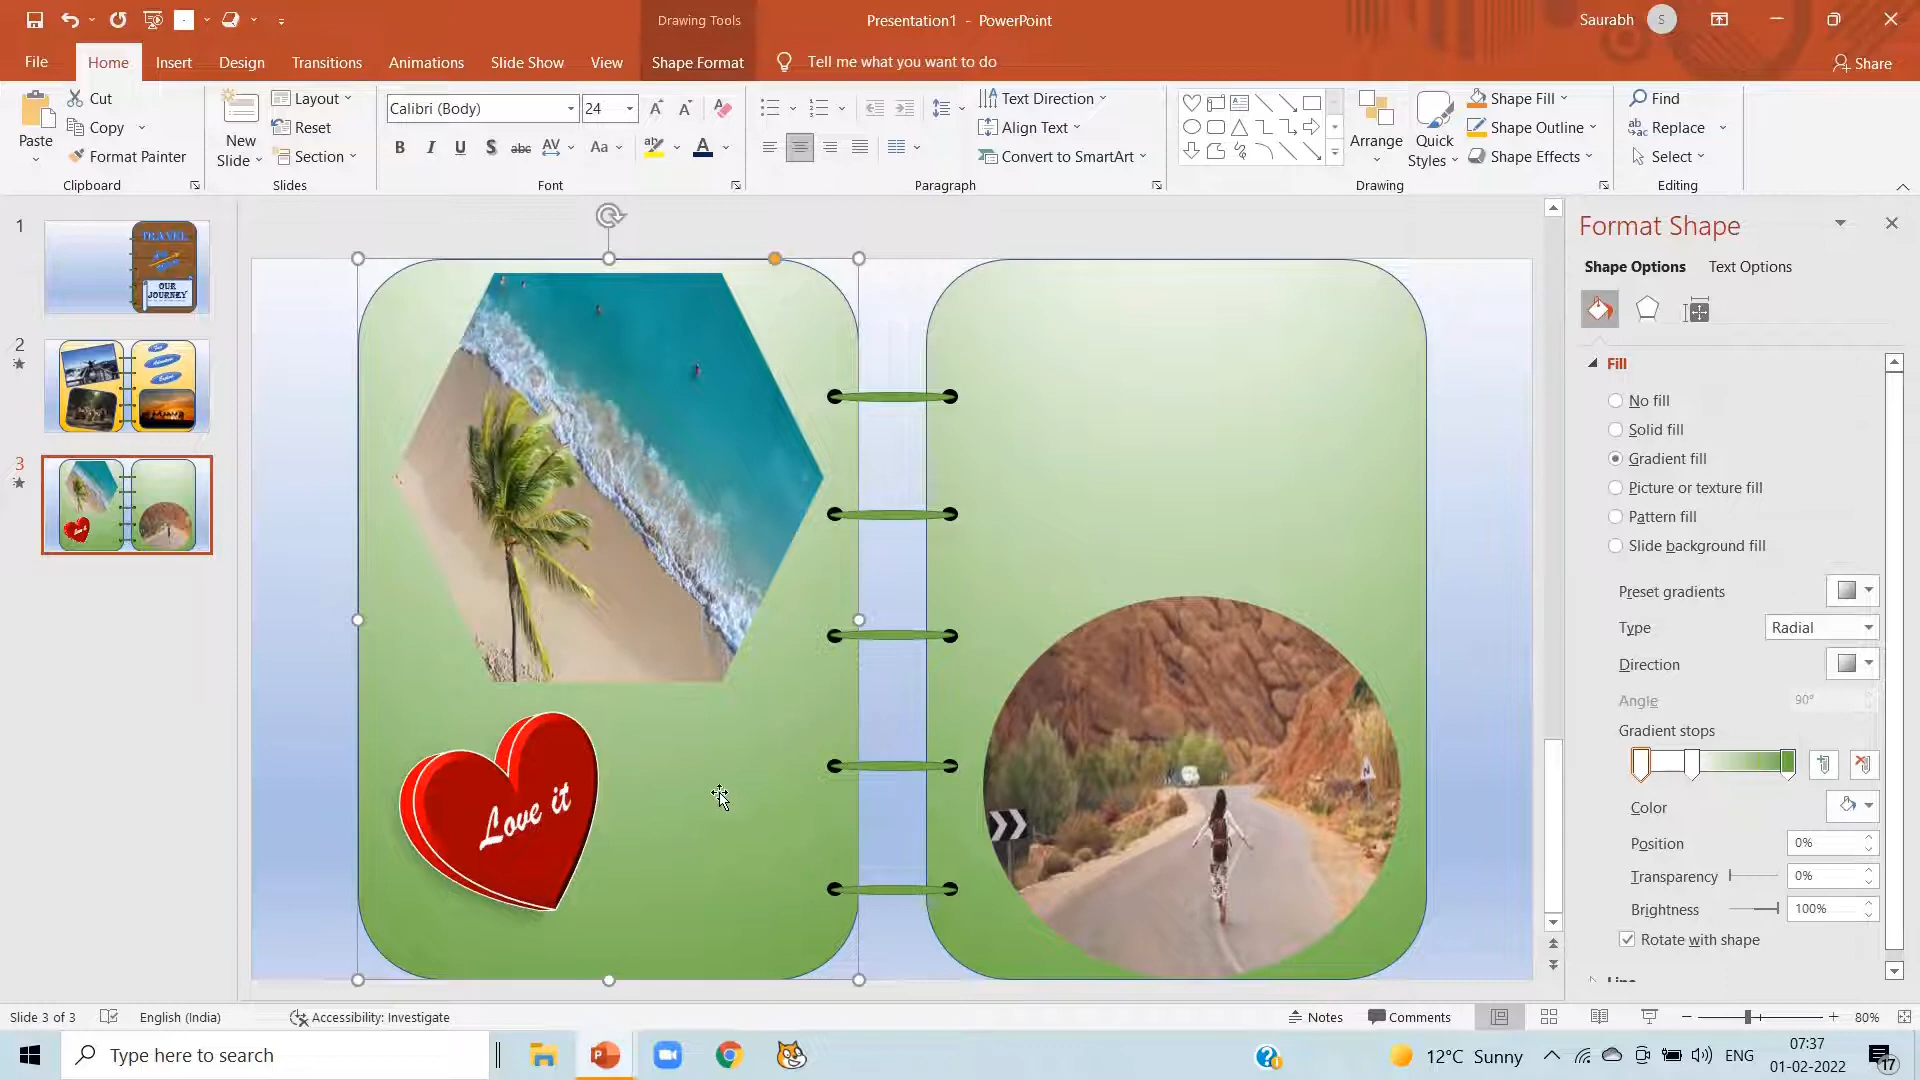 Drawing Tools
Presentation1 - PowerPoint
Saurabh
S
File
Home
Insert
Design
Transitions
Animations
Slide Show
View
Shape Format
Tell me what you want to do
Share
Paste
Cut
Copy
Format Painter
Clipboard
New
Slide
Layout
Reset
Section
Slides
Calibri (Body)
24
B I U S abc AV Aa A
Font
Text Direction
Align Text
Convert to SmartArt
Paragraph
Arrange
Quick
Styles
Shape Fill
Shape Outline
Shape Effects
Drawing
Find
Replace
Select
Editing
1
TRAVEL
OUR
JOURNEY
2
3
Love it
Format Shape
Shape Options
Text Options
Fill
No fill
Solid fill
Gradient fill
Picture or texture fill
Pattern fill
Slide background fill
Preset gradients
Type
Radial
Direction
Angle
90°
Gradient stops
Color
Position
0%
Transparency
0%
Brightness
100%
Rotate with shape
Line
Slide 3 of 3
English (India)
Accessibility: Investigate
Notes
Comments
80%
Type here to search
12°C Sunny
ENG
07:37
01-02-2022
17